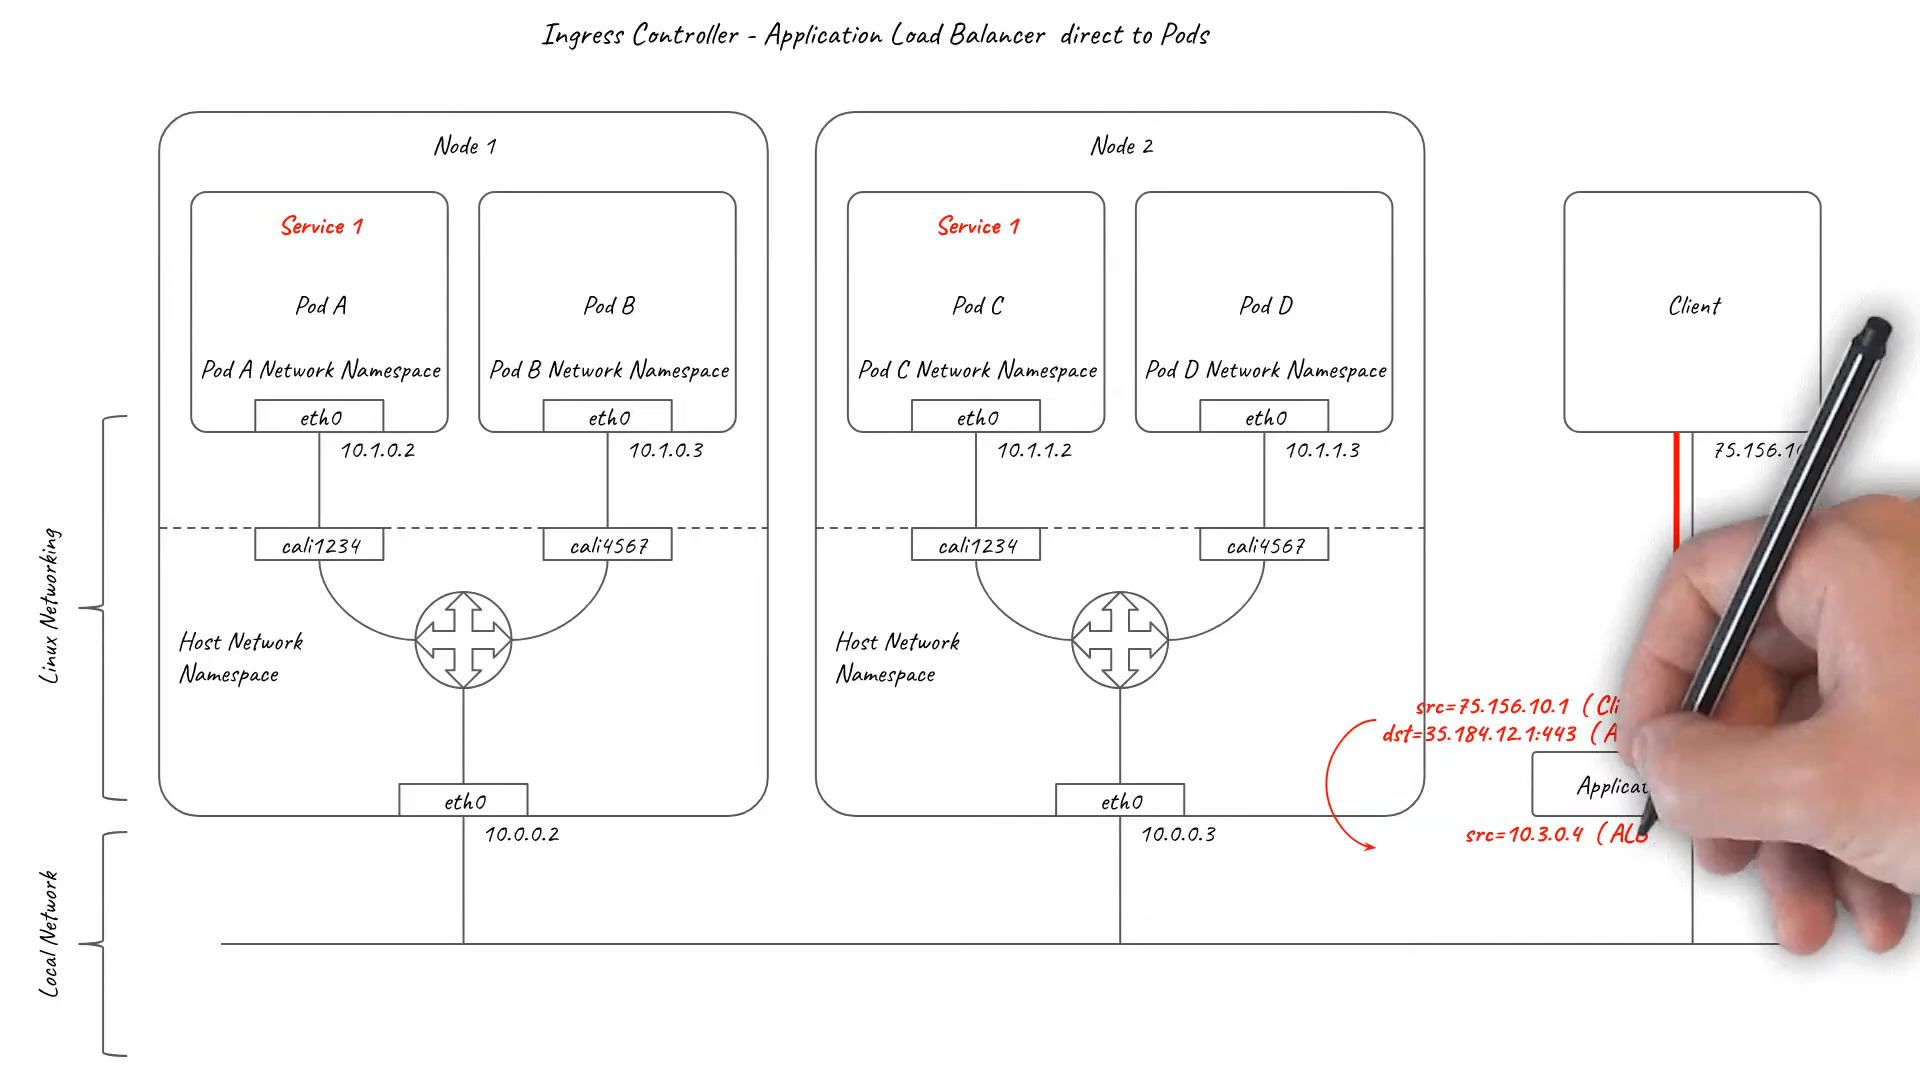 Ingress Controller - Application Load Balancer direct to Pods
Node 1
Service 1
Pod A
Pod A Network Namespace
eth0
10.1.0.2
Pod B
Pod B Network Namespace
eth0
10.1.0.3
cali1234
cali4567
Host Network
Namespace
eth0
10.0.0.2
Node 2
Service 1
Pod C
Pod C Network Namespace
eth0
10.1.1.2
Pod D
Pod D Network Namespace
eth0
10.1.1.3
cali1234
cali4567
Host Network
Namespace
eth0
10.0.0.3
Client
src=75.156.10.1 (
dst=35.184.12.1:443 (
src=10.3.0.4 (
Linux Networking
Local Network